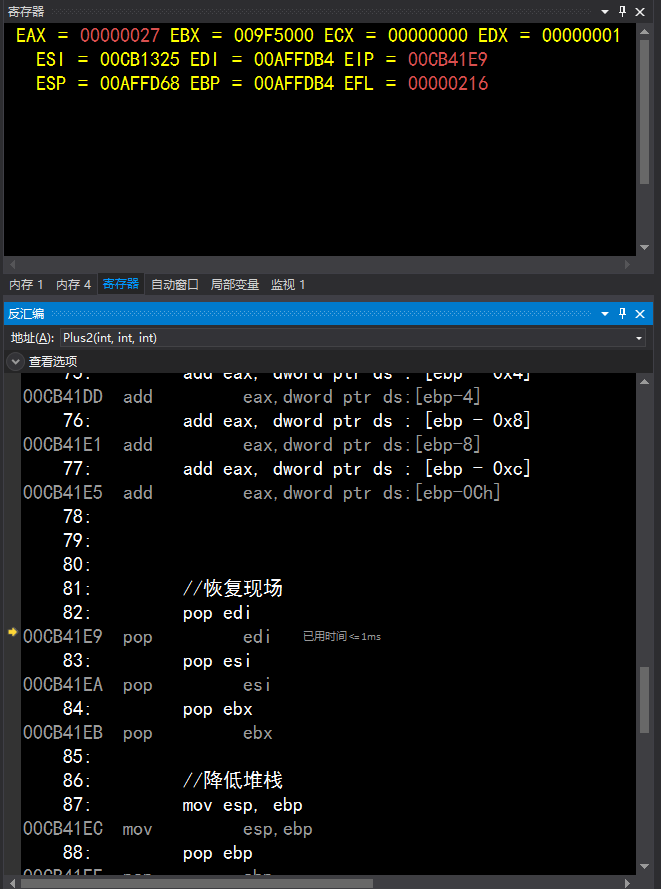 寄存器
EAX = 00000027 EBX = 009F5000 ECX = 00000000 EDX = 00000001
ESI = 00CB1325 EDI = 00AFFDB4 EIP = 00CB41E9
ESP = 00AFFD68 EBP = 00AFFDB4 EFL = 00000216
内存 1 内存 4 寄存器 自动窗口 局部变量 监视 1
反汇编
地址(A): Plus2(int, int, int)
查看选项
75: add eax, dword ptr ds : [ebp - 0x4]
00CB41DD add eax,dword ptr ds:[ebp-4]
76: add eax, dword ptr ds : [ebp - 0x8]
00CB41E1 add eax,dword ptr ds:[ebp-8]
77: add eax, dword ptr ds : [ebp - 0xc]
00CB41E5 add eax,dword ptr ds:[ebp-0Ch]
78:
79:
80:
81: //恢复现场
82: pop edi
00CB41E9 pop edi 已用时间 <= 1ms
83: pop esi
00CB41EA pop esi
84: pop ebx
00CB41EB pop ebx
85:
86: //降低堆栈
87: mov esp, ebp
00CB41EC mov esp,ebp
88: pop ebp
00CB41EE pop ebp